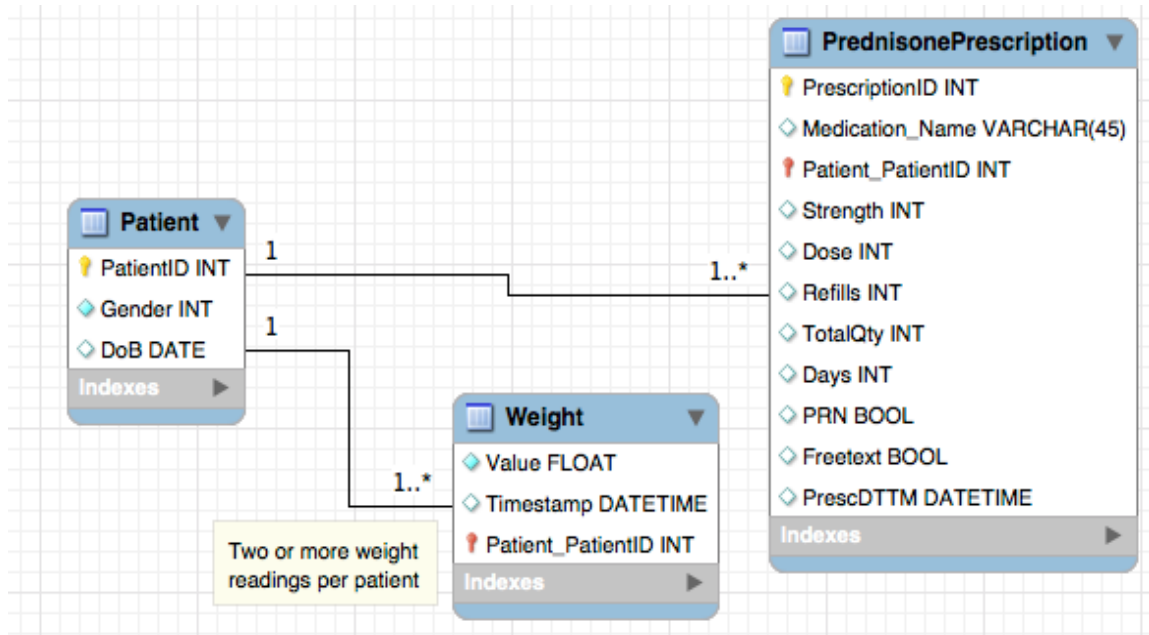 PrednisonePrescription
PrescriptionID INT
Medication_Name VARCHAR(45)
Patient_PatientID INT
Strength INT
Dose INT
Refills INT
TotalQty INT
Days INT
PRN BOOL
Freetext BOOL
PrescDTTM DATETIME
Indexes
Patient
PatientID INT
Gender INT
DoB DATE
Indexes
1
1..*
1
1..*
Weight
Value FLOAT
Timestamp DATETIME
Patient_PatientID INT
Indexes
Two or more weight
readings per patient